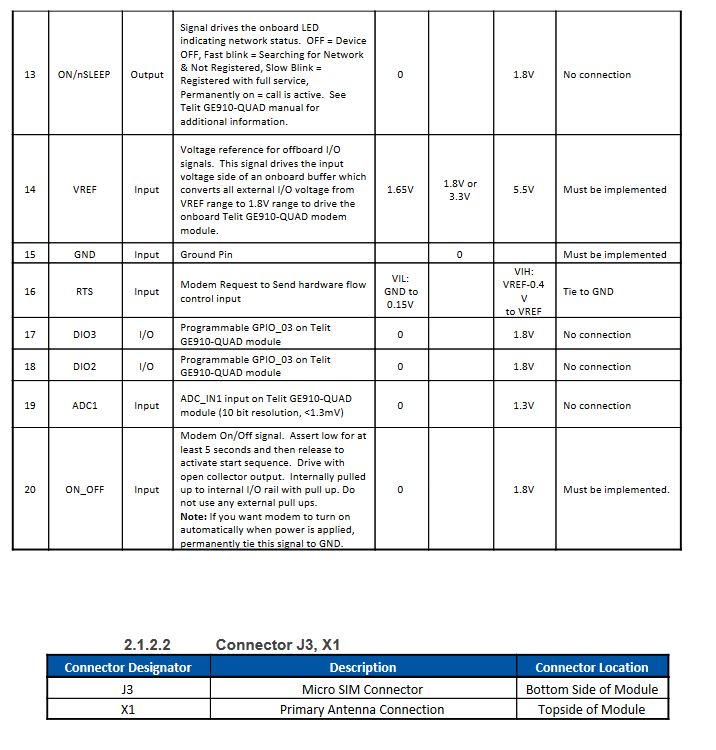 Signal drives the onboard LED
indicating network status. OFF = Device
OFF, Fast blink = Searching for Network
& Not Registered, Slow Blink =
Registered with full service,
Permanently on = call is active. See
Telit GE910-QUAD manual for
additional information.
13 ON/nSLEEP Output 0 1.8V No connection
Voltage reference for offboard I/O
signals. This signal drives the input
voltage side of an onboard buffer which
converts all external I/O voltage from
VREF range to 1.8V range to drive the
onboard Telit GE910-QUAD modem
module.
14 VREF Input 1.65V 1.8V or
3.3V
5.5V Must be implemented
15 GND Input Ground Pin 0 Must be implemented
16 RTS Input Modem Request to Send hardware flow
control input
VIL:
GND to
0.15V
VIH:
VREF-0.4
V
to VREF
Tie to GND
17 DIO3 I/O Programmable GPIO_03 on Telit
GE910-QUAD module
0 1.8V No connection
18 DIO2 I/O Programmable GPIO_03 on Telit
GE910-QUAD module
0 1.8V No connection
19 ADC1 Input ADC_IN1 input on Telit GE910-QUAD
module (10 bit resolution, <1.3mV)
0 1.3V No connection
20 ON_OFF Input Modem On/Off signal. Assert low for at
least 5 seconds and then release to
activate start sequence. Drive with
open collector output. Internally pulled
up to internal I/O rail with pull up. Do
not use any external pull ups.
Note: If you want modem to turn on
automatically when power is applied,
permanently tie this signal to GND.
0 1.8V Must be implemented.
2.1.2.2 Connector J3, X1
Connector Designator Description Connector Location
J3 Micro SIM Connector Bottom Side of Module
X1 Primary Antenna Connection Topside of Module